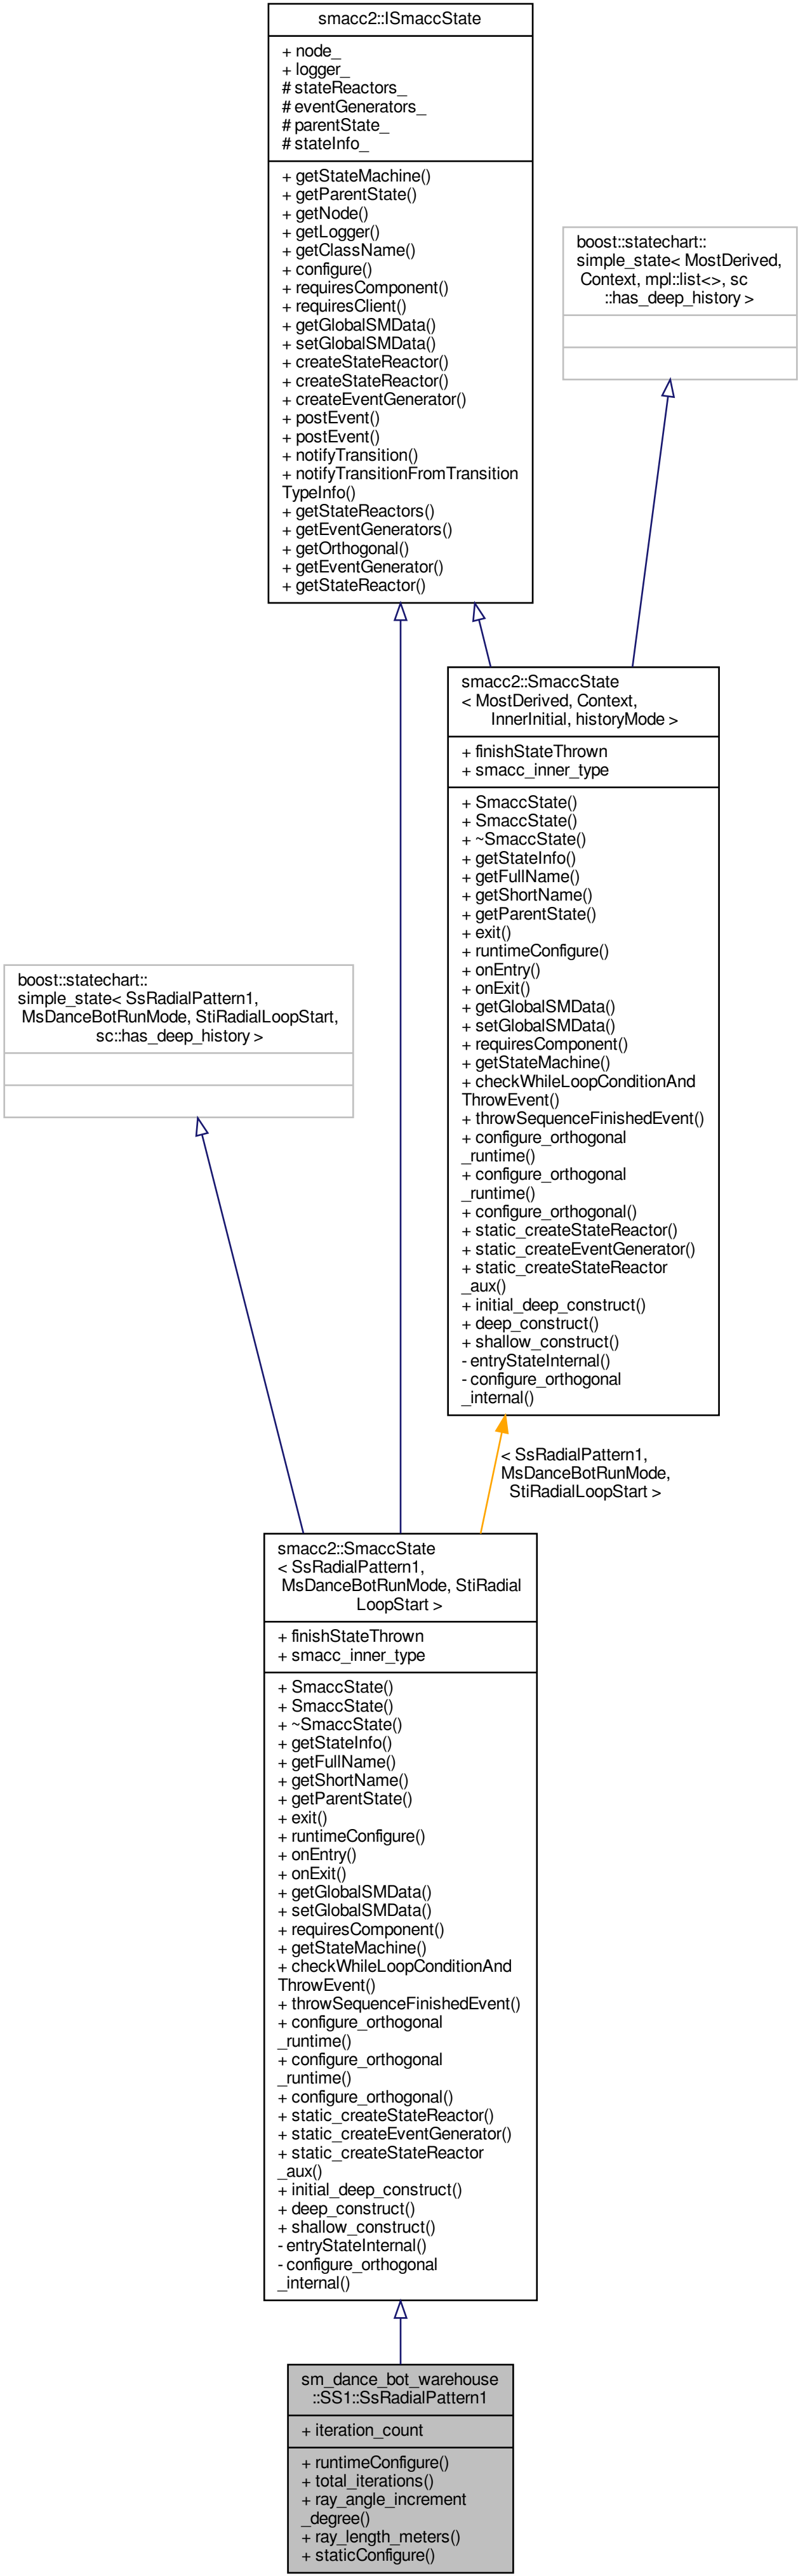 smacc2::ISmaccState
+ node_
+ logger_
# stateReactors_
# eventGenerators_
# parentState_
# stateInfo_
+ getStateMachine()
+ getParentState()
+ getNode()
+ getLogger()
+ getClassName()
+ configure()
+ requiresComponent()
+ requiresClient()
+ getGlobalSMData()
+ setGlobalSMData()
+ createStateReactor()
+ createStateReactor()
+ createEventGenerator()
+ postEvent()
+ postEvent()
+ notifyTransition()
+ notifyTransitionFromTransition
TypeInfo()
+ getStateReactors()
+ getEventGenerators()
+ getOrthogonal()
+ getEventGenerator()
+ getStateReactor()
boost::statechart::
simple_state< MostDerived,
Context, mpl::list<>, sc
::has_deep_history >
smacc2::SmaccState
< MostDerived, Context,
InnerInitial, historyMode >
+ finishStateThrown
+ smacc_inner_type
+ SmaccState()
+ SmaccState()
+ ~SmaccState()
+ getStateInfo()
+ getFullName()
+ getShortName()
+ getParentState()
+ exit()
+ runtimeConfigure()
+ onEntry()
+ onExit()
+ getGlobalSMData()
+ setGlobalSMData()
+ requiresComponent()
+ getStateMachine()
+ checkWhileLoopConditionAnd
ThrowEvent()
+ throwSequenceFinishedEvent()
+ configure_orthogonal
_runtime()
+ configure_orthogonal
_runtime()
+ configure_orthogonal()
+ static_createStateReactor()
+ static_createEventGenerator()
+ static_createStateReactor
_aux()
+ initial_deep_construct()
+ deep_construct()
+ shallow_construct()
- entryStateInternal()
- configure_orthogonal
_internal()
boost::statechart::
simple_state< SsRadialPattern1,
MsDanceBotRunMode, StiRadialLoopStart,
sc::has_deep_history >
< SsRadialPattern1,
MsDanceBotRunMode,
StiRadialLoopStart >
smacc2::SmaccState
< SsRadialPattern1,
MsDanceBotRunMode, StiRadial
LoopStart >
+ finishStateThrown
+ smacc_inner_type
+ SmaccState()
+ SmaccState()
+ ~SmaccState()
+ getStateInfo()
+ getFullName()
+ getShortName()
+ getParentState()
+ exit()
+ runtimeConfigure()
+ onEntry()
+ onExit()
+ getGlobalSMData()
+ setGlobalSMData()
+ requiresComponent()
+ getStateMachine()
+ checkWhileLoopConditionAnd
ThrowEvent()
+ throwSequenceFinishedEvent()
+ configure_orthogonal
_runtime()
+ configure_orthogonal
_runtime()
+ configure_orthogonal()
+ static_createStateReactor()
+ static_createEventGenerator()
+ static_createStateReactor
_aux()
+ initial_deep_construct()
+ deep_construct()
+ shallow_construct()
- entryStateInternal()
- configure_orthogonal
_internal()
sm_dance_bot_warehouse
::SS1::SsRadialPattern1
+ iteration_count
+ runtimeConfigure()
+ total_iterations()
+ ray_angle_increment
_degree()
+ ray_length_meters()
+ staticConfigure()